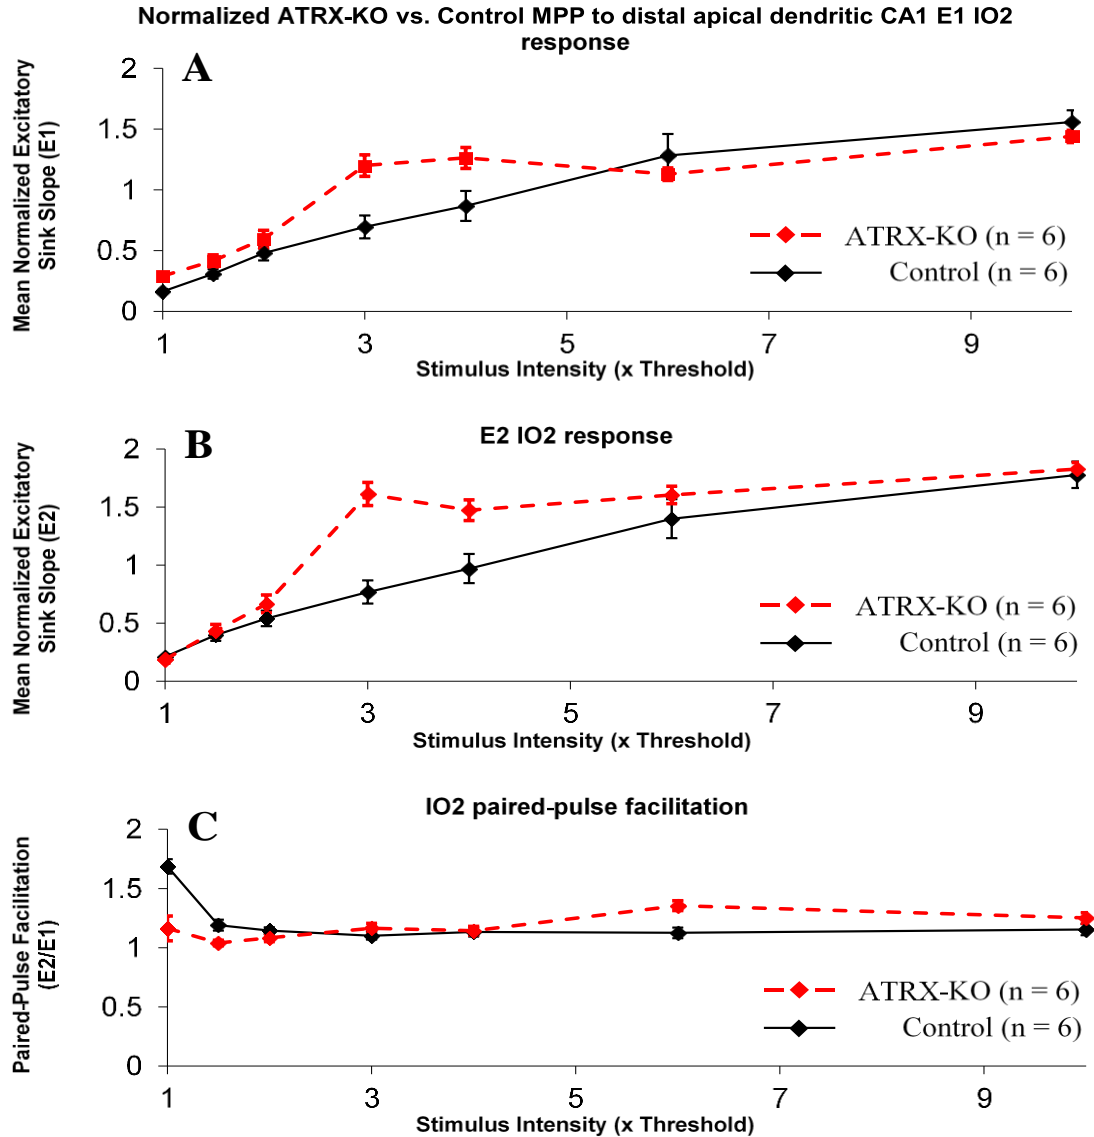 Normalized ATRX-KO vs. Control MPP to distal apical dendritic CA1 E1 IO2
response
A
Mean Normalized Excitatory
Sink Slope (E1)
2
1.5
1
0.5
0
ATRX-KO (n = 6)
Control (n = 6)
1 3 5 7 9
Stimulus Intensity (x Threshold)
B
E2 IO2 response
Mean Normalized Excitatory
Sink Slope (E2)
2
1.5
1
0.5
0
ATRX-KO (n = 6)
Control (n = 6)
1 3 5 7 9
Stimulus Intensity (x Threshold)
C
IO2 paired-pulse facilitation
Paired-Pulse Facilitation
(E2/E1)
2
1.5
1
0.5
0
ATRX-KO (n = 6)
Control (n = 6)
1 3 5 7 9
Stimulus Intensity (x Threshold)